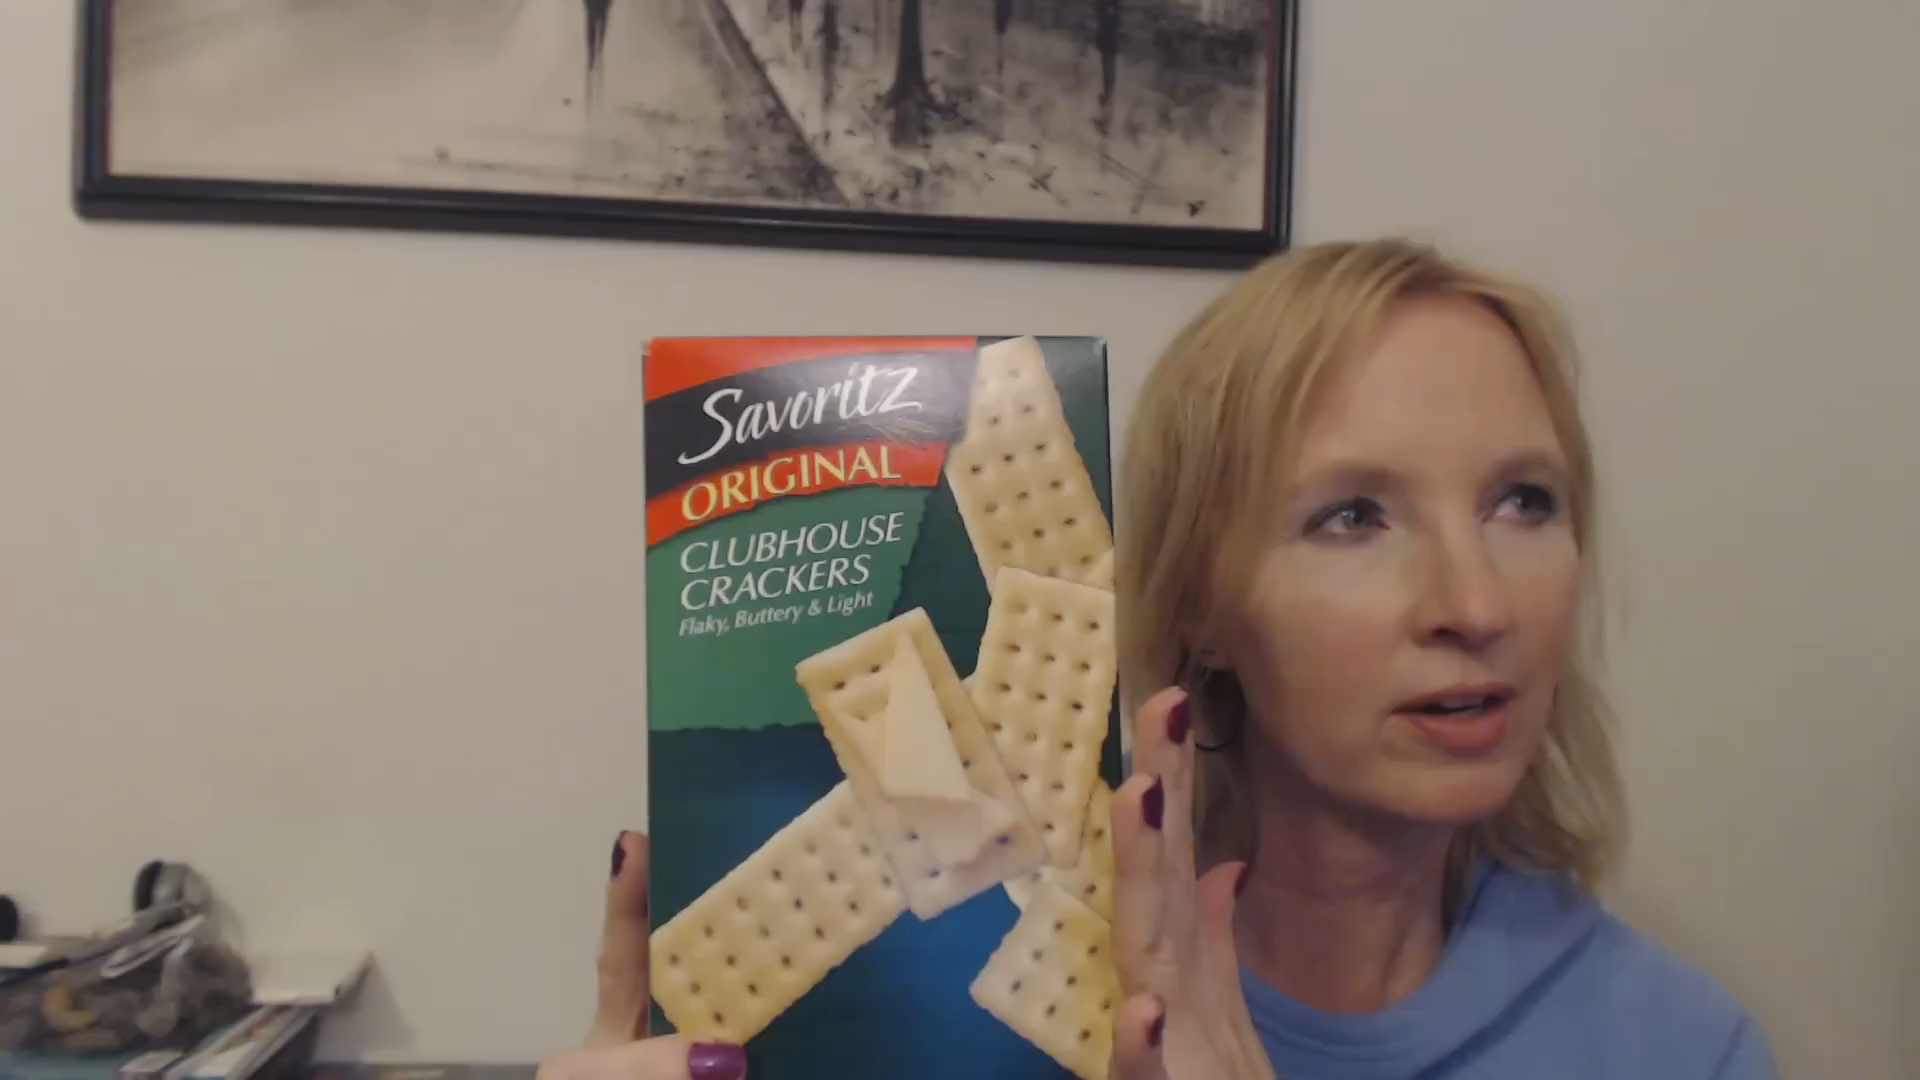 Savoritz
ORIGINAL
CLUBHOUSE
CRACKERS
Flaky, Buttery & Light